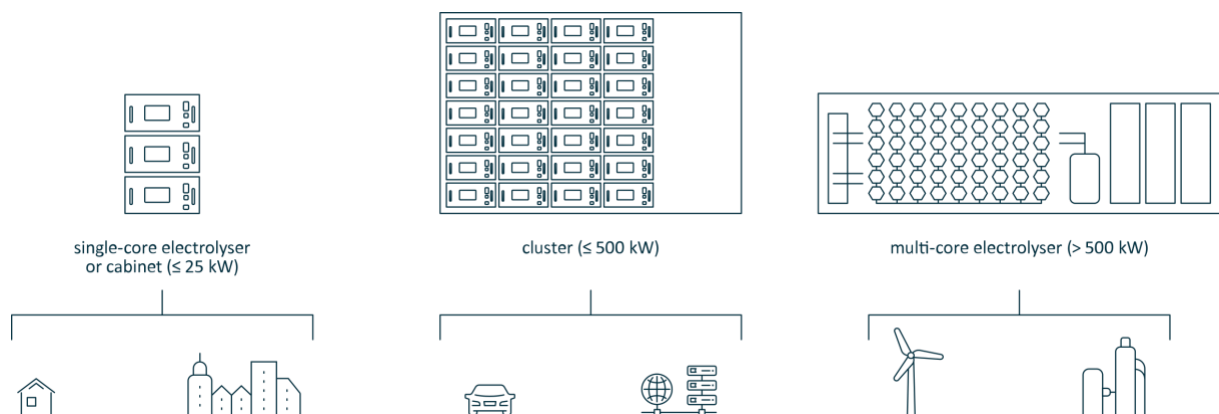 single-core electrolyser
or cabinet (≤ 25 kW)
cluster (≤ 500 kW)
multi-core electrolyser (> 500 kW)